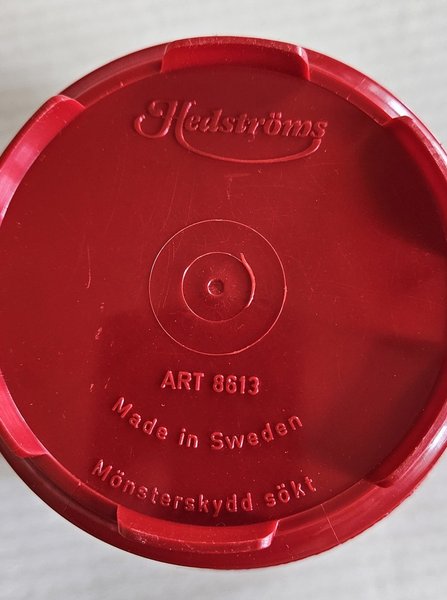 Hedströms
ART 8613
Made in Sweden
Mönsterskydd sökt